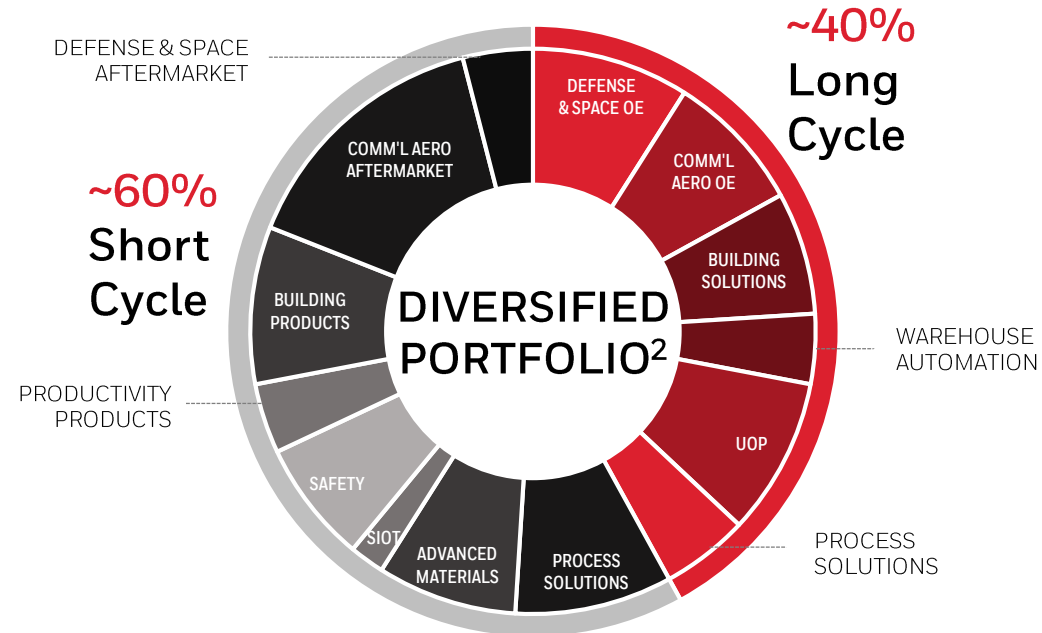 ~40%
Long
Cycle
DEFENSE & SPACE
AFTERMARKET
DEFENSE
& SPACE OE
COMM'L AERO
AFTERMARKET
COMM'L
AERO OE
~60%
Short
Cycle
BUILDING
SOLUTIONS
BUILDING
PRODUCTS
DIVERSIFIED
PORTFOLIO²
WAREHOUSE
AUTOMATION
PRODUCTIVITY
PRODUCTS
UOP
SAFETY
SIOT
ADVANCED
MATERIALS
PROCESS
SOLUTIONS
PROCESS
SOLUTIONS